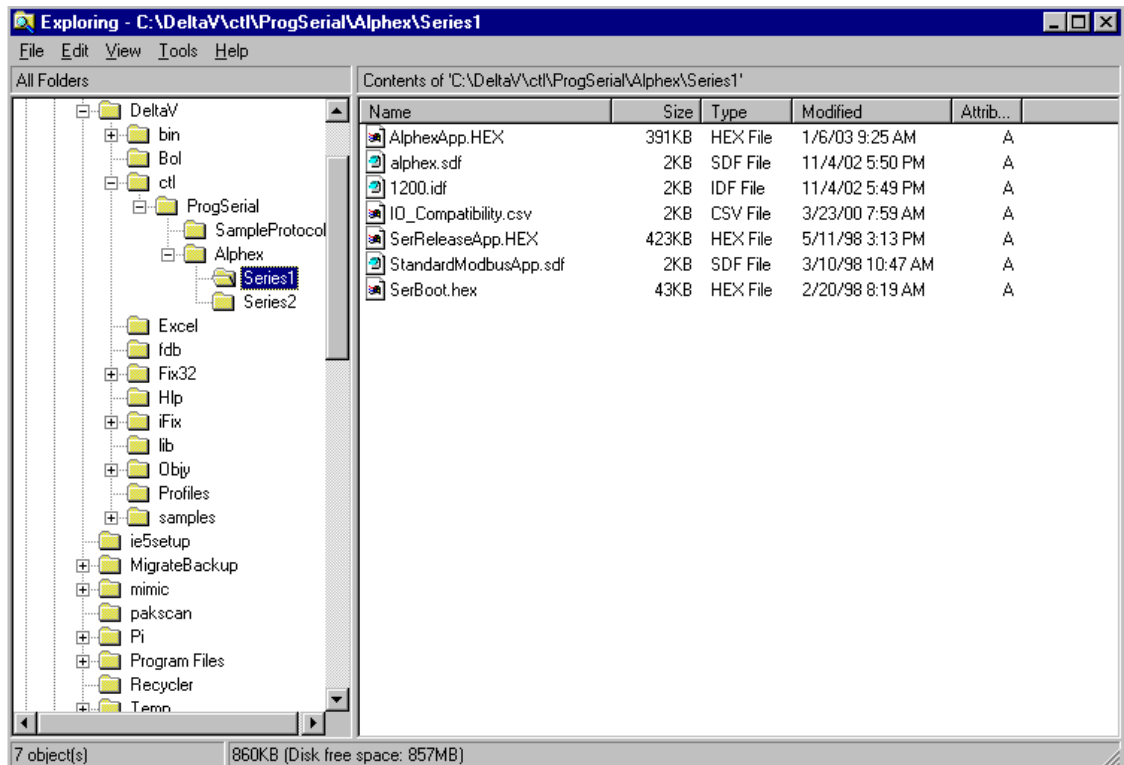 Exploring - C:\DeltaV\ctl\ProgSerial\Alphex\Series1
File Edit View Tools Help
All Folders
Contents of 'C:\DeltaV\ctl\ProgSerial\Alphex\Series1'
DeltaV
bin
Bol
ctl
ProgSerial
SampleProtocol
Alphex
Series1
Series2
Excel
fdb
Fix32
Hlp
iFix
lib
Objy
Profiles
samples
ie5setup
MigrateBackup
mimic
pakscan
Pi
Program Files
Recycler
Temp
Name Size Type Modified Attrib...
AlphexApp.HEX 391KB HEX File 1/6/03 9:25 AM A
alphex.sdf 2KB SDF File 11/4/02 5:50 PM A
1200.idf 2KB IDF File 11/4/02 5:49 PM A
IO_Compatibility.csv 2KB CSV File 3/23/00 7:59 AM A
SerReleaseApp.HEX 423KB HEX File 5/11/98 3:13 PM A
StandardModbusApp.sdf 2KB SDF File 3/10/98 10:47 AM A
SerBoot.hex 43KB HEX File 2/20/98 8:19 AM A
7 object(s)
860KB (Disk free space: 857MB)